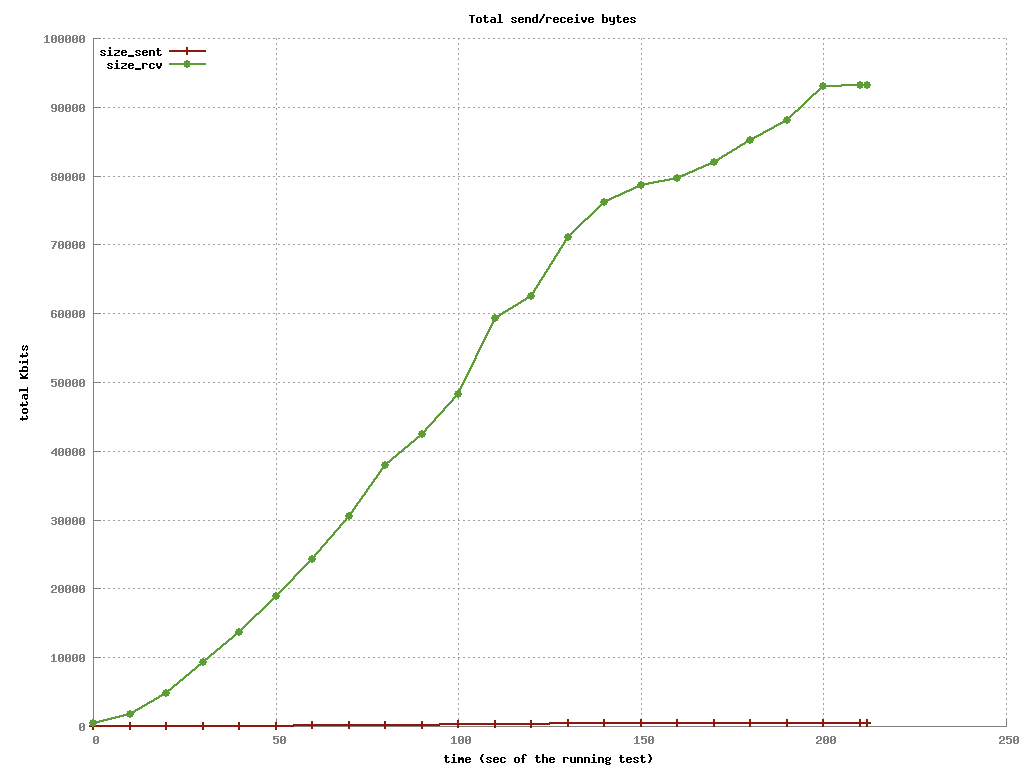 Total send/receive bytes
size_sent
size_rcv
100000
90000
80000
70000
60000
50000
40000
30000
20000
10000
0
total Kbits
0 50 100 150 200 250
time (sec of the running test)